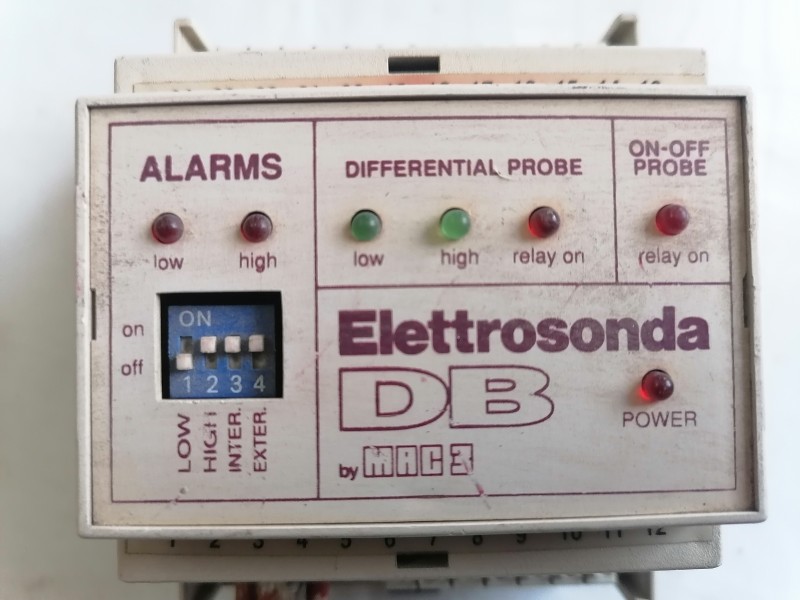 ALARMS
low high
DIFFERENTIAL PROBE
low high relay on
ON-OFF
PROBE
relay on
on
off
ON
1 2 3 4
LOW
HIGH
INTER.
EXTER.
Elettrosonda
DB
by MAC 3
POWER
1 2 3 4 5 6 7 8 9 10 11 12